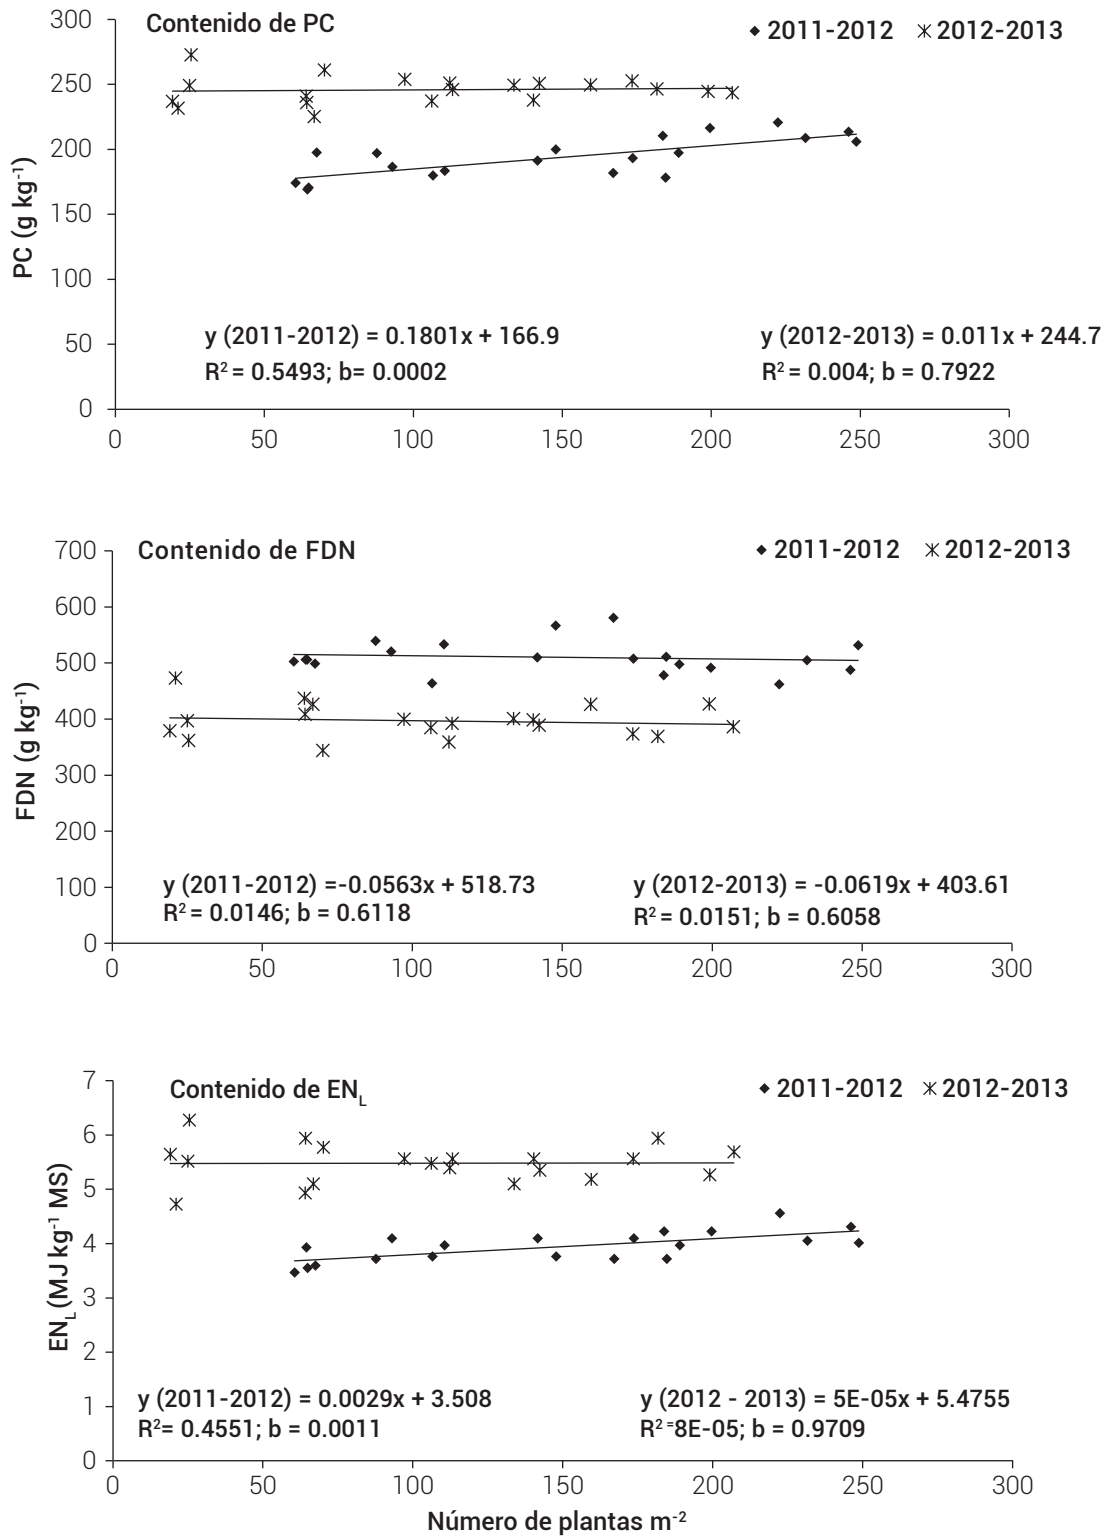 Contenido de PC
2011-2012 2012-2013
300
250
200
150
100
50
0
PC (g kg⁻¹)
y (2011-2012) = 0.1801x + 166.9
R² = 0.5493; b= 0.0002
y (2012-2013) = 0.011x + 244.7
R² = 0.004; b = 0.7922
0 50 100 150 200 250 300
Contenido de FDN
2011-2012 2012-2013
700
600
500
400
300
200
100
0
FDN (g kg⁻¹)
y (2011-2012) =-0.0563x + 518.73
R² = 0.0146; b = 0.6118
y (2012-2013) = -0.0619x + 403.61
R² = 0.0151; b = 0.6058
0 50 100 150 200 250 300
Contenido de EN_L
2011-2012 2012-2013
7
6
5
4
3
2
1
0
EN_L (MJ kg⁻¹ MS)
y (2011-2012) = 0.0029x + 3.508
R²= 0.4551; b = 0.0011
y (2012 - 2013) = 5E-05x + 5.4755
R² ⁼8E-05; b = 0.9709
0 50 100 150 200 250 300
Número de plantas m⁻²